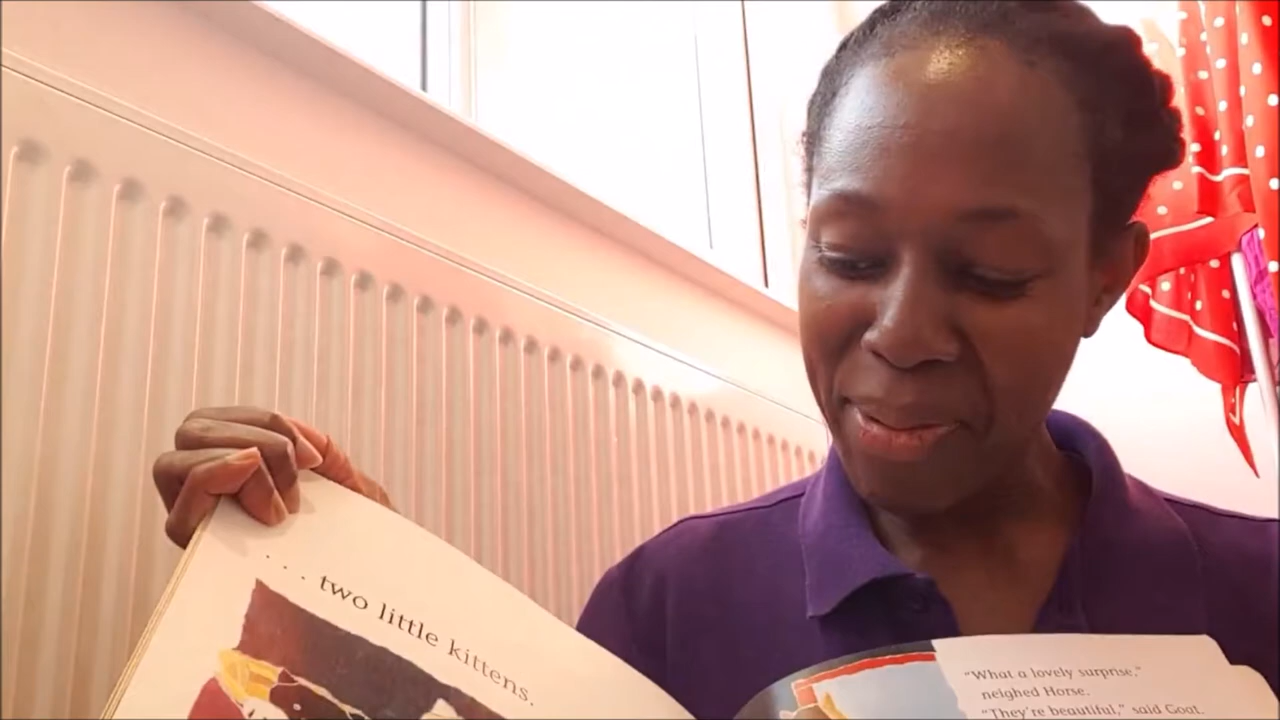 . . . two little kittens.
"What a lovely surprise,"
neighed Horse.
"They're beautiful," said Goat.